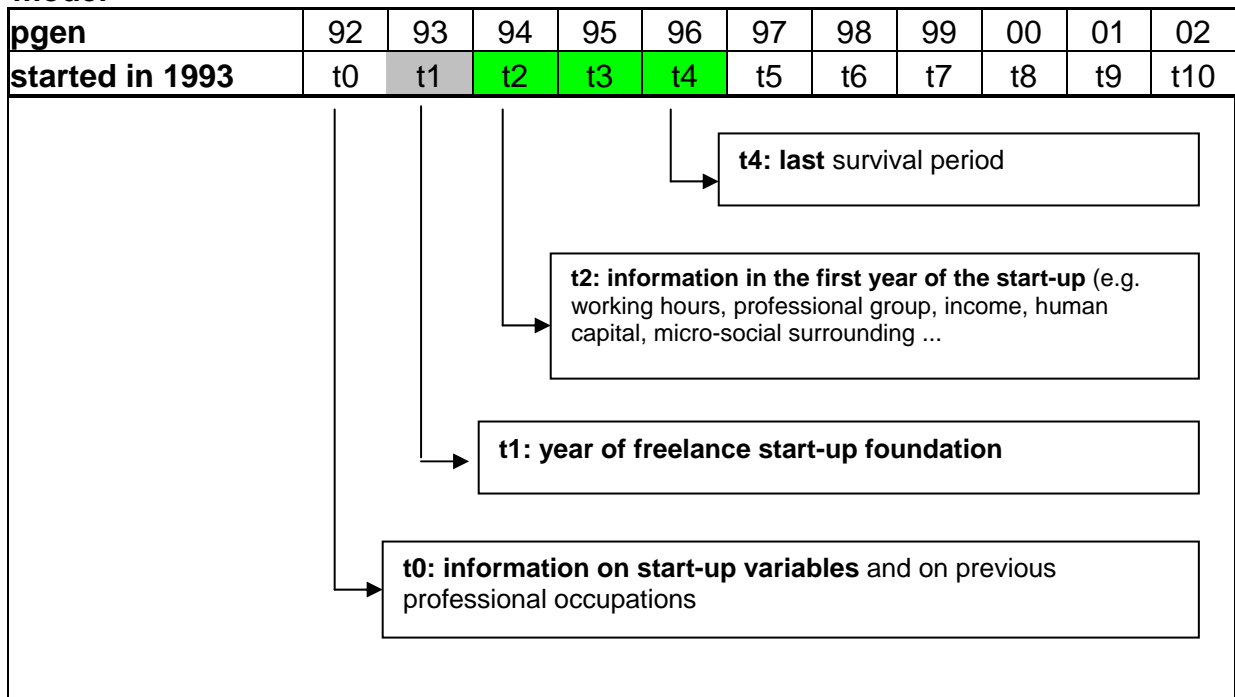 pgen 92 93 94 95 96 97 98 99 00 01 02
started in 1993 t0 t1 t2 t3 t4 t5 t6 t7 t8 t9 t10
t4: last survival period
t2: information in the first year of the start-up (e.g.
working hours, professional group, income, human
capital, micro-social surrounding ...
t1: year of freelance start-up foundation
t0: information on start-up variables and on previous
professional occupations